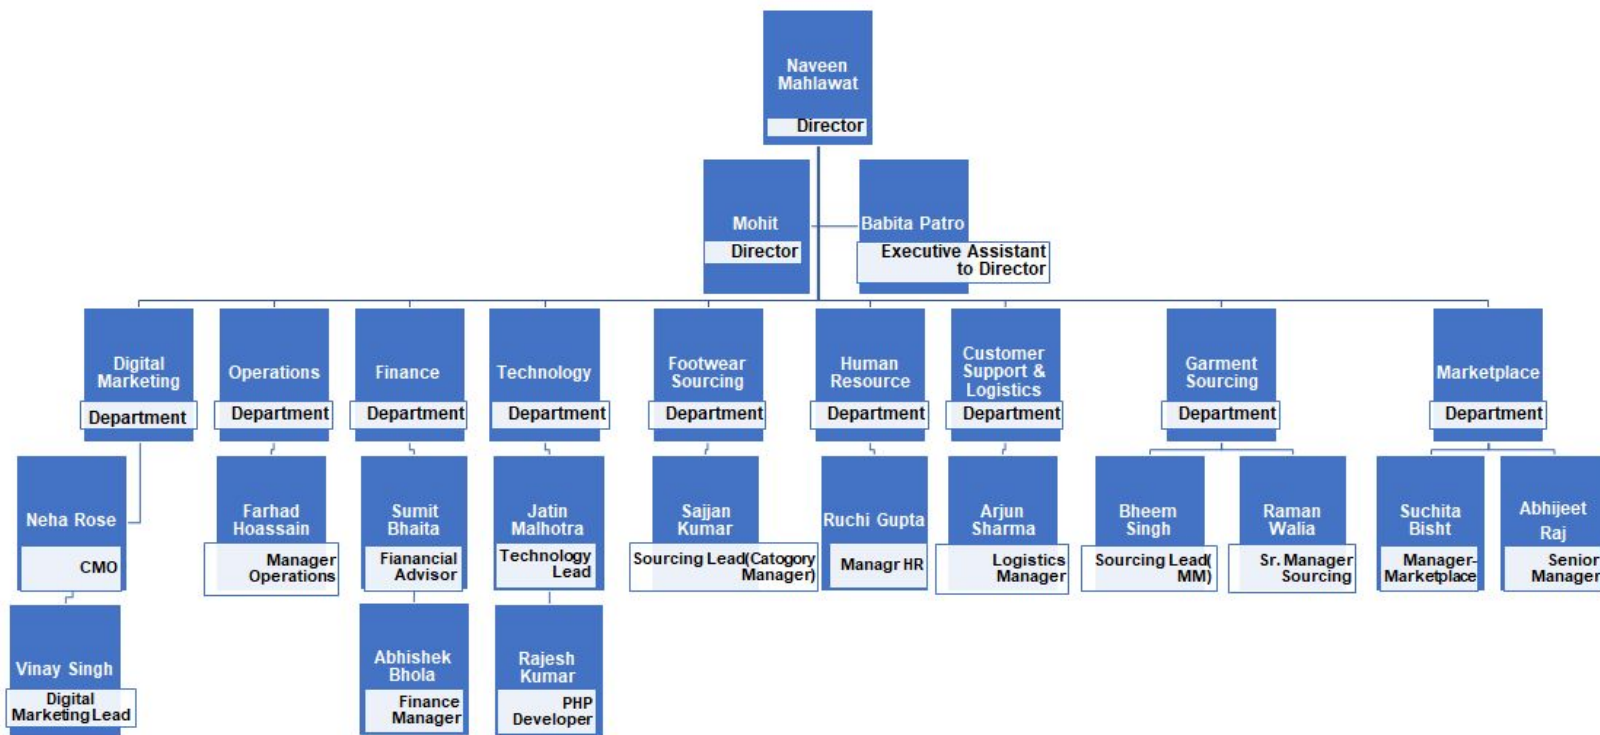 Naveen
Mahlawat
Director
Mohit
Director
Babita Patro
Executive Assistant
to Director
Digital
Marketing
Department
Operations
Department
Finance
Department
Technology
Department
Footwear
Sourcing
Department
Human
Resource
Department
Customer
Support &
Logistics
Department
Garment
Sourcing
Department
Marketplace
Department
Neha Rose
CMO
Farhad
Hoassain
Manager
Operations
Sumit
Bhaita
Fianancial
Advisor
Jatin
Malhotra
Technology
Lead
Sajjan
Kumar
Sourcing Lead(Catogory
Manager)
Ruchi Gupta
Managr HR
Arjun
Sharma
Logistics
Manager
Bheem
Singh
Sourcing Lead(
MM)
Raman
Walia
Sr. Manager
Sourcing
Suchita
Bisht
Manager-
Marketplace
Abhijeet
Raj
Senior
Manager
Vinay Singh
Digital
Marketing Lead
Abhishek
Bhola
Finance
Manager
Rajesh
Kumar
PHP
Developer